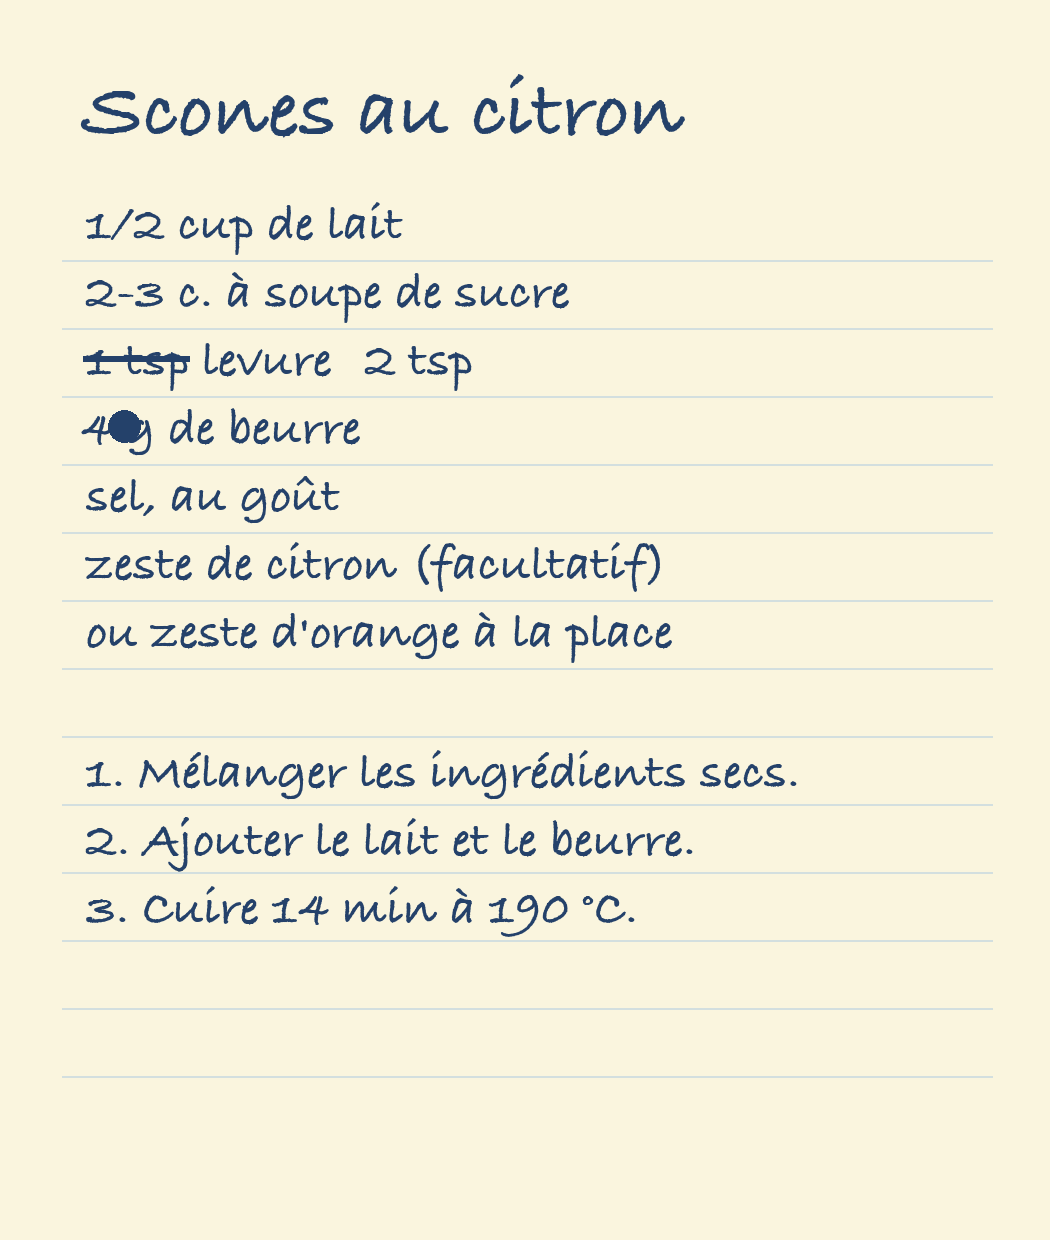 Scones au citron
1/2 cup de lait
2-3 c. à soupe de sucre
1 tsp levure 2 tsp
de beurre
sel, au goût
zeste de citron (facultatif)
ou zeste d'orange à la place
1. Mélanger les ingrédients secs.
2. Ajouter le lait et le beurre.
3. Cuire 14 min à 190 °C.